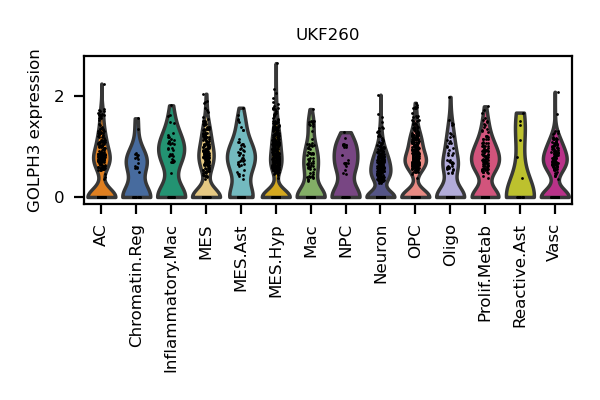 UKF260
GOLPH3 expression
2
0
AC
Chromatin.Reg
Inflammatory.Mac
MES
MES.Ast
MES.Hyp
Mac
NPC
Neuron
OPC
Oligo
Prolif.Metab
Reactive.Ast
Vasc